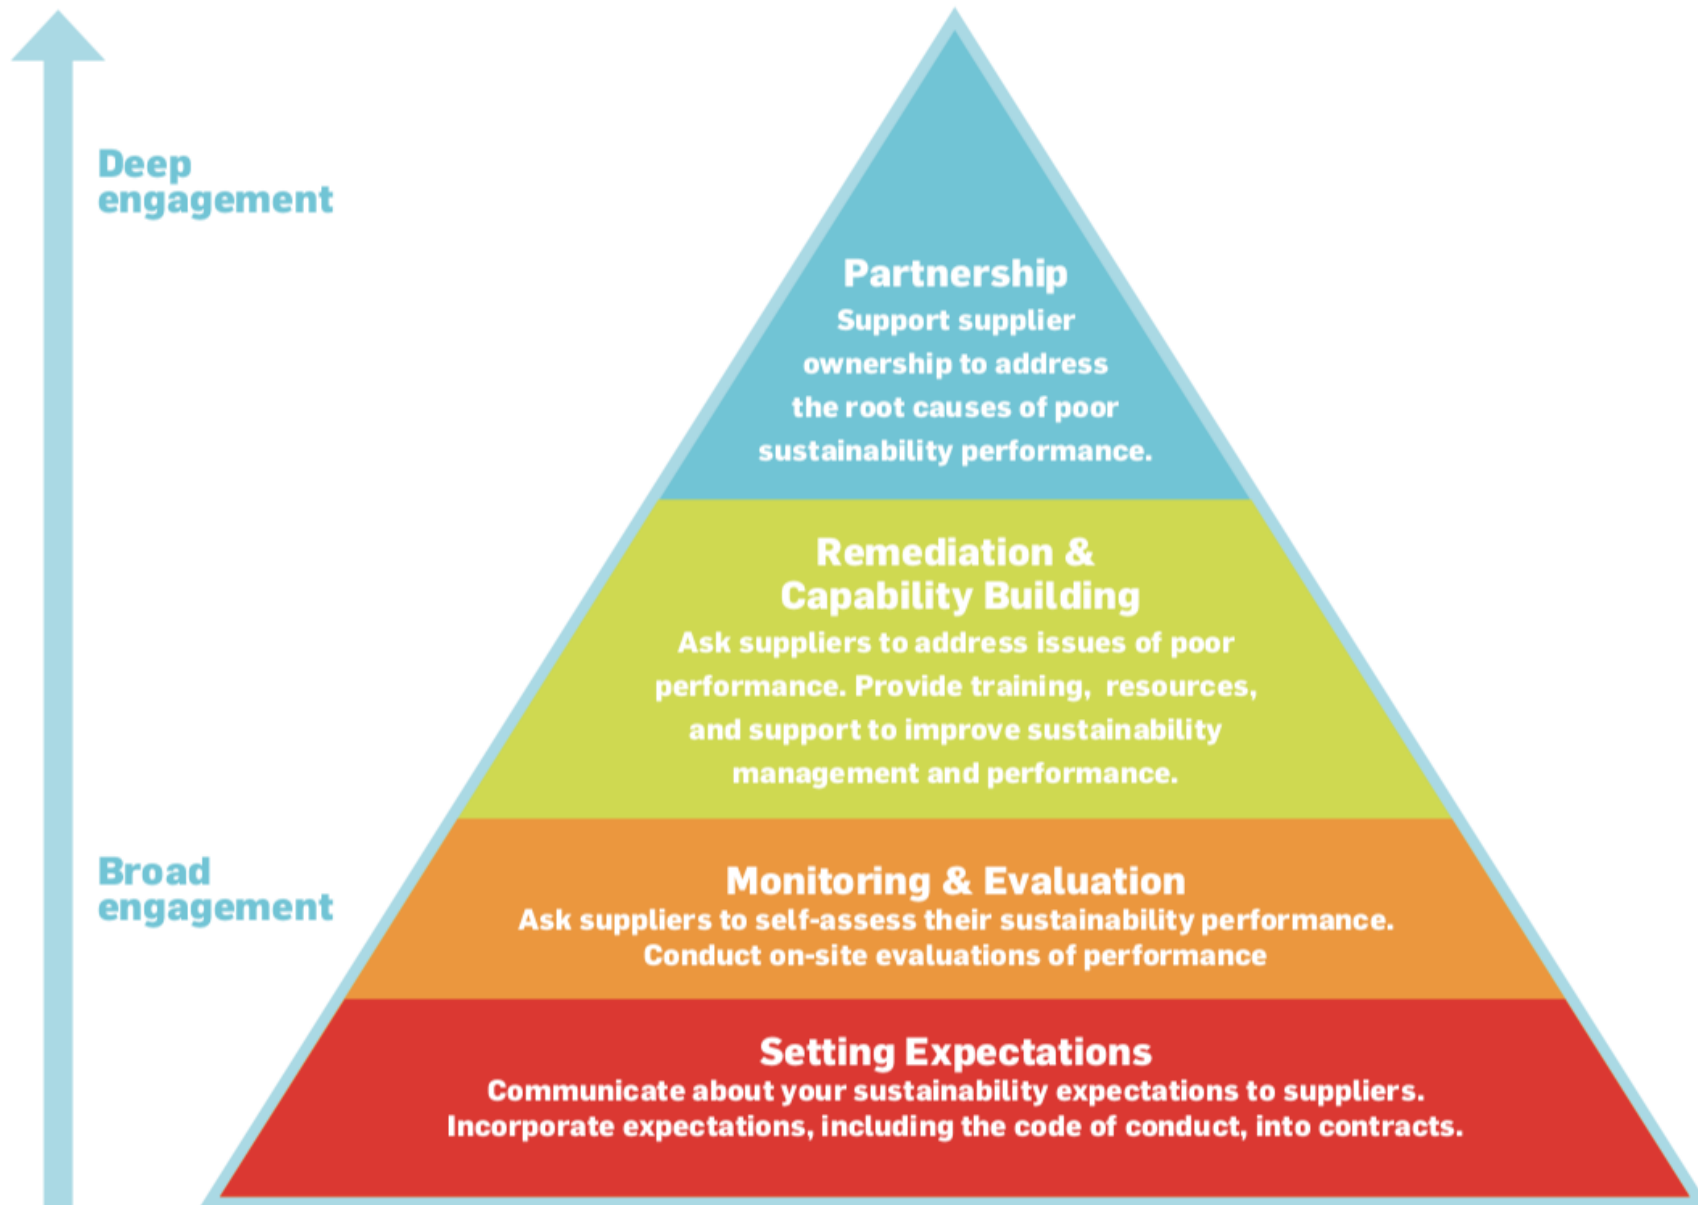 Deep
engagement
Partnership
Support supplier
ownership to address
the root causes of poor
sustainability performance.
Remediation &
Capability Building
Ask suppliers to address issues of poor
performance. Provide training, resources,
and support to improve sustainability
management and performance.
Broad
engagement
Monitoring & Evaluation
Ask suppliers to self-assess their sustainability performance.
Conduct on-site evaluations of performance
Setting Expectations
Communicate about your sustainability expectations to suppliers.
Incorporate expectations, including the code of conduct, into contracts.